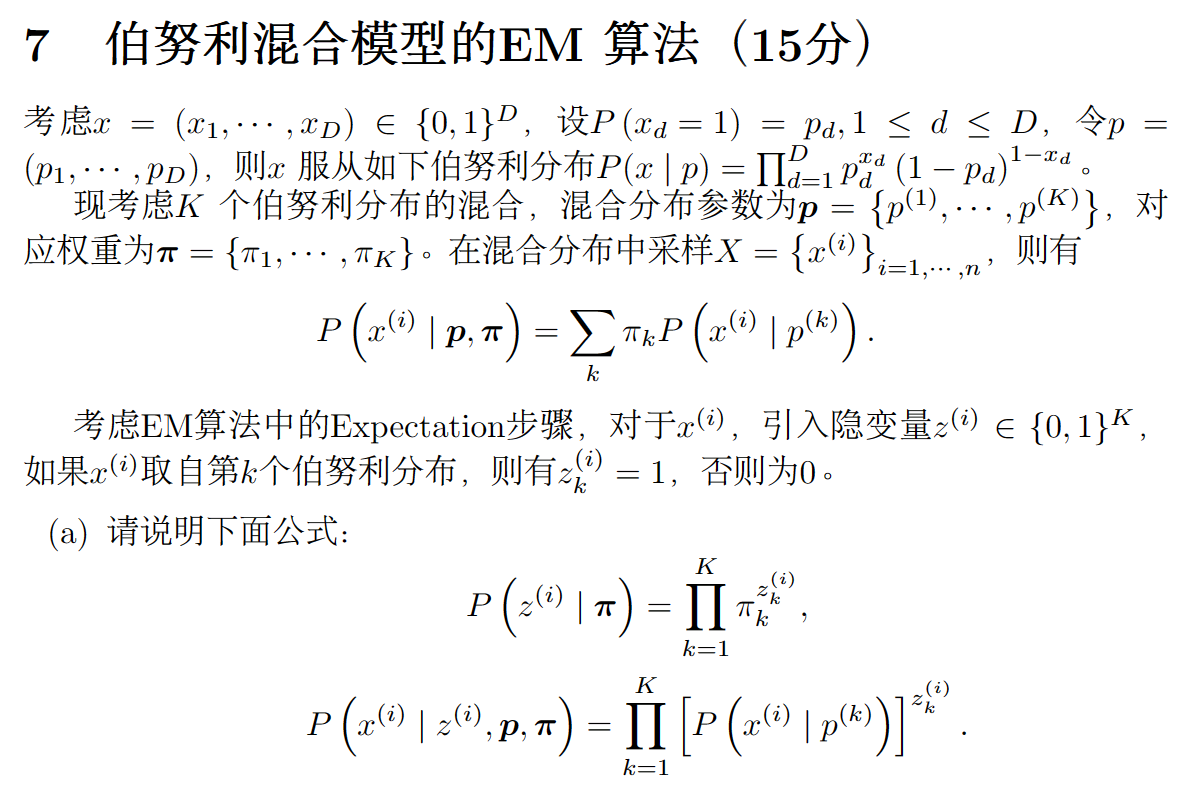 7 伯努利混合模型的EM 算法（15分）
考虑x = (x_1, ⋯ , x_D) ∈ {0, 1}^D，设P (x_d = 1) = p_d, 1 ≤ d ≤ D，令p =
(p_1, ⋯ , p_D)，则x 服从如下伯努利分布P(x | p) = ∏_{d=1}^{D} p_d^{x_d} (1 − p_d)^{1−x_d}。
现考虑K 个伯努利分布的混合，混合分布参数为𝒑 = {p^{(1)}, ⋯ , p^{(K)}}，对
应权重为𝝅 = {π_1, ⋯ , π_K}。在混合分布中采样X = {x^{(i)}}_{i=1,⋯ ,n}，则有
P (x^{(i)} | 𝒑, 𝝅) = ∑_k π_k P (x^{(i)} | p^{(k)}) .
考虑EM算法中的Expectation步骤，对于x^{(i)}，引入隐变量z^{(i)} ∈ {0, 1}^K，
如果x^{(i)}取自第k个伯努利分布，则有z_k^{(i)} = 1，否则为0。
(a) 请说明下面公式：
P (z^{(i)} | 𝝅) = ∏_{k=1}^{K} π_k^{z_k^{(i)}} ,
P (x^{(i)} | z^{(i)}, 𝒑, 𝝅) = ∏_{k=1}^{K} [P (x^{(i)} | p^{(k)})]^{z_k^{(i)}} .